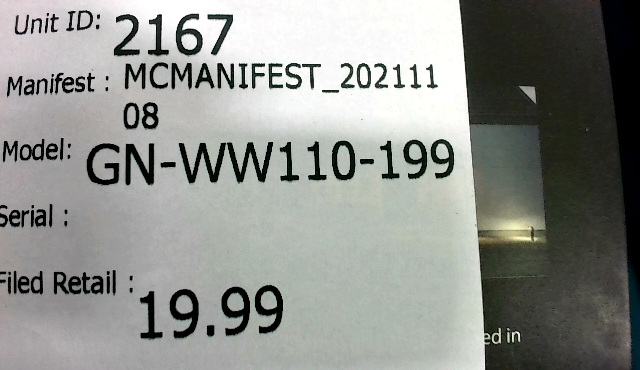 Unit ID: 2167
Manifest : MCMANIFEST_202111
08
Model: GN-WW110-199
Serial :
Filed Retail : 19.99
ed in